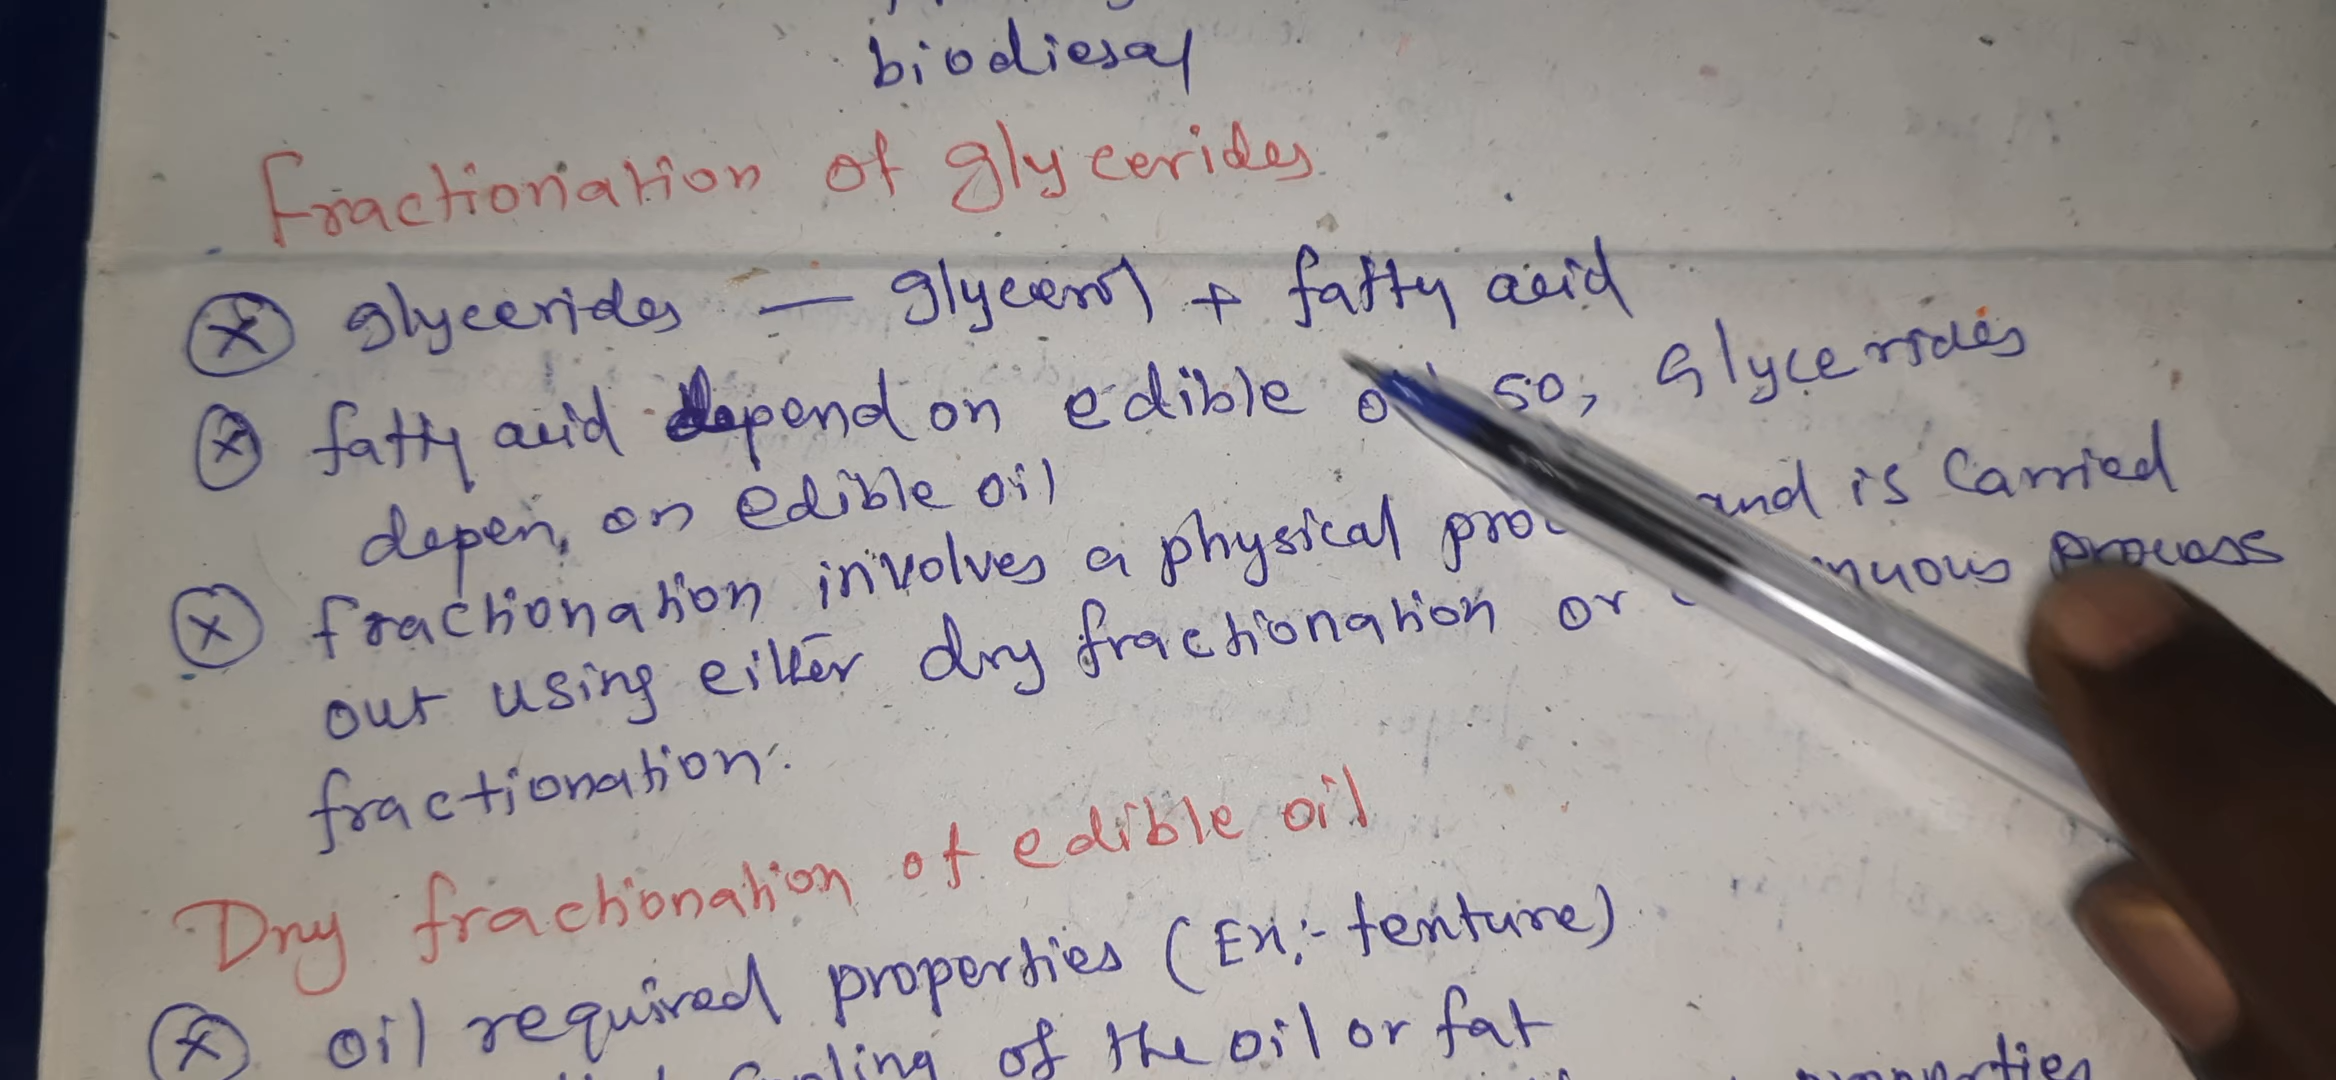 biodiesal
Fractionation of glycerides
glycerides — glycerol + fatty acid
fatty acid depend on edible so, Glycerides
depen, on edible oil
fractionation involves a physical and is carried
out using either dry fractionation or process
fractionation.
Dry fractionation of edible oil
oil required properties (Ex:- texture)
of the oil or fat